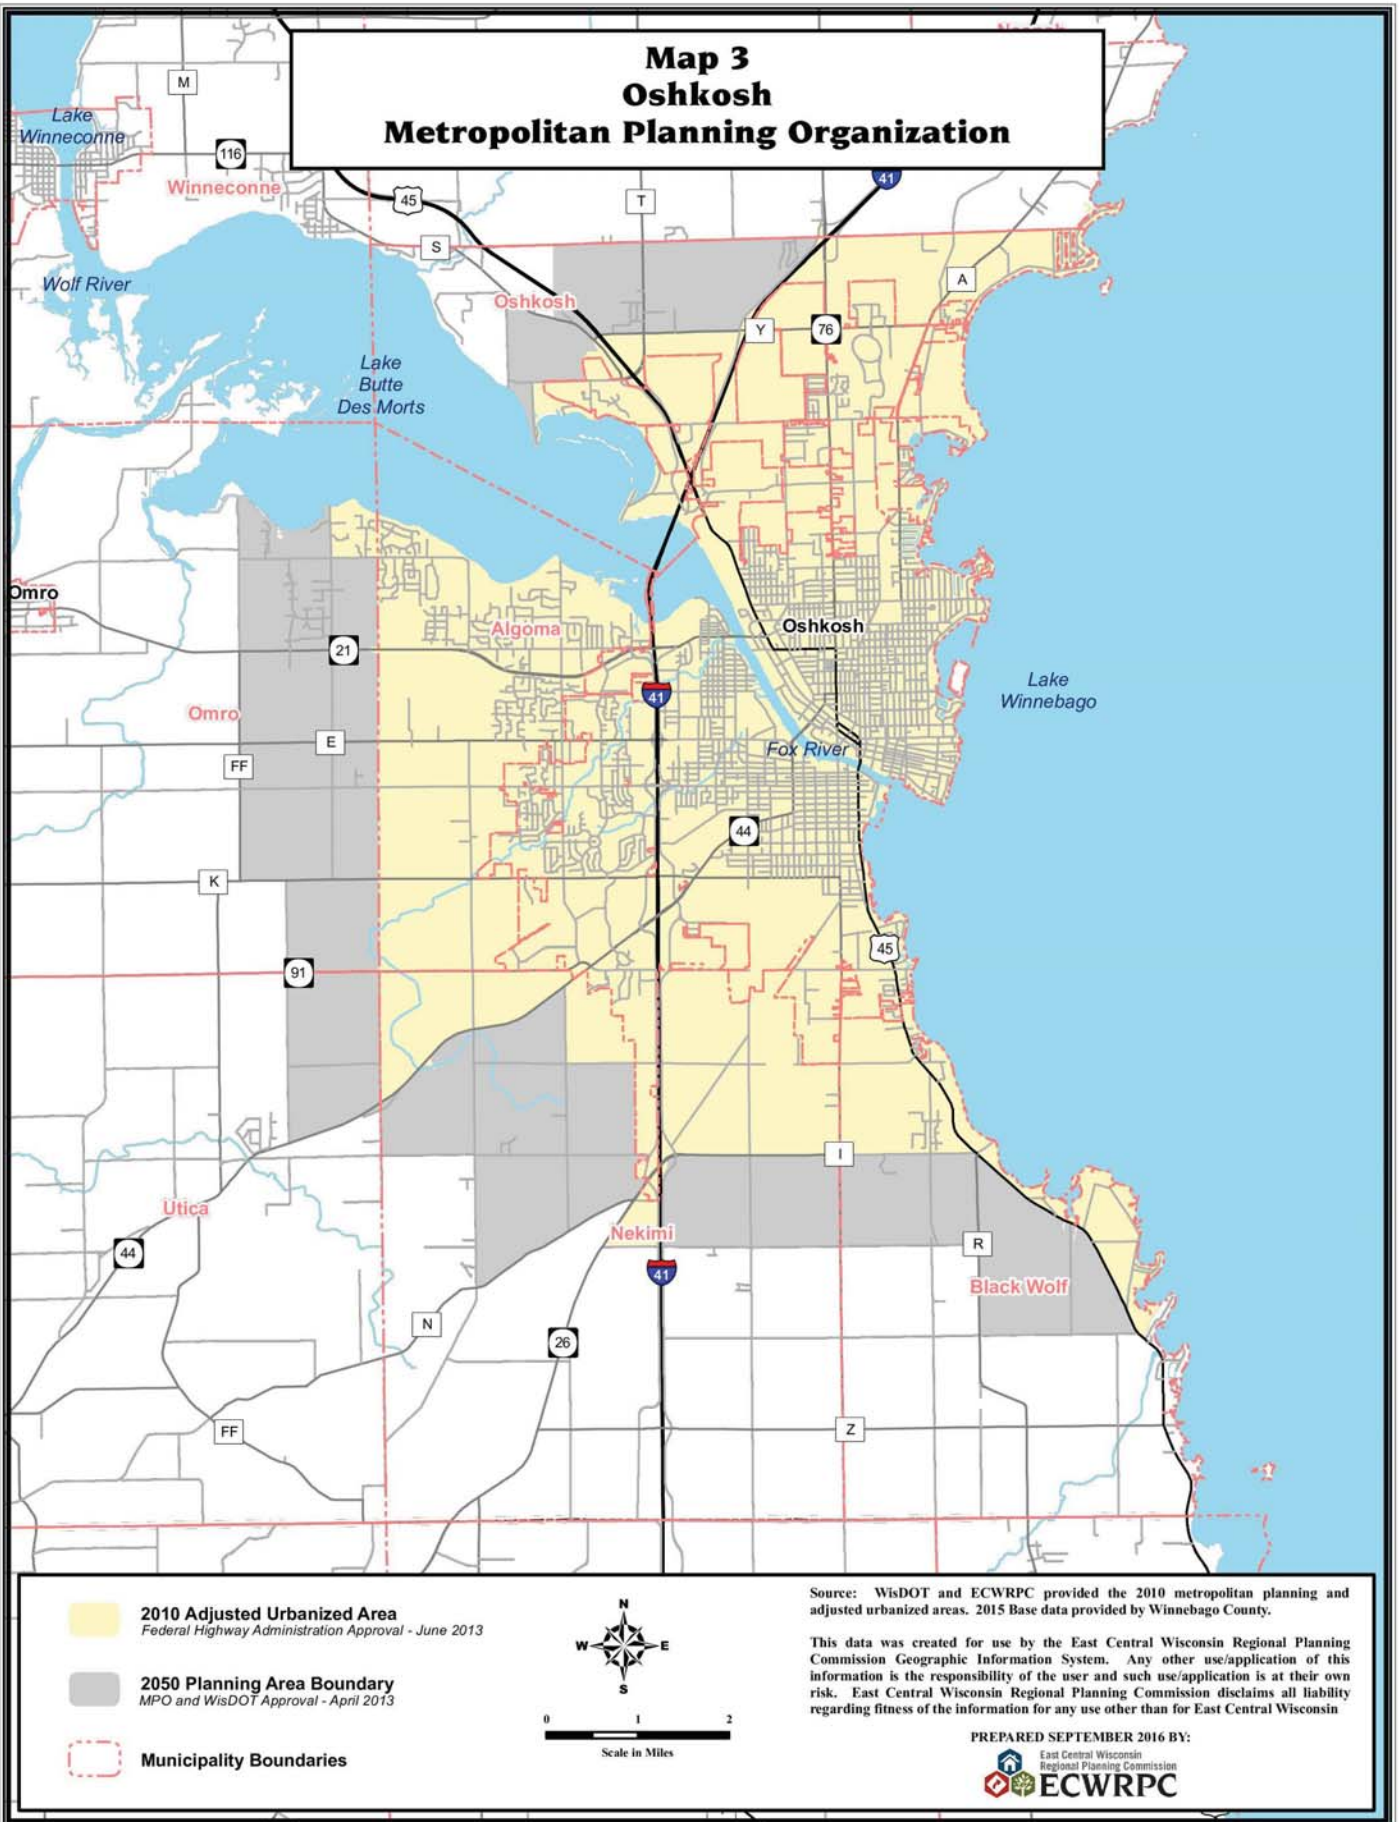 Map 3
Oshkosh
Metropolitan Planning Organization
M
Lake
Winneconne
116
Winneconne
45
T
41
S
A
Wolf River
Oshkosh
Y
76
Lake
Butte
Des Morts
Omro
Algoma
Oshkosh
21
Lake
Winnebago
41
Omro
E
FF
Fox River
44
K
45
91
I
Utica
Nekimi
44
R
41
Black Wolf
N
26
FF
Z
2010 Adjusted Urbanized Area
Federal Highway Administration Approval - June 2013
2050 Planning Area Boundary
MPO and WisDOT Approval - April 2013
Municipality Boundaries
N
W
E
S
0 1 2
Scale in Miles
Source: WisDOT and ECWRPC provided the 2010 metropolitan planning and
adjusted urbanized areas. 2015 Base data provided by Winnebago County.
This data was created for use by the East Central Wisconsin Regional Planning
Commission Geographic Information System. Any other use/application of this
information is the responsibility of the user and such use/application is at their own
risk. East Central Wisconsin Regional Planning Commission disclaims all liability
regarding fitness of the information for any use other than for East Central Wisconsin
PREPARED SEPTEMBER 2016 BY:
East Central Wisconsin
Regional Planning Commission
ECWRPC